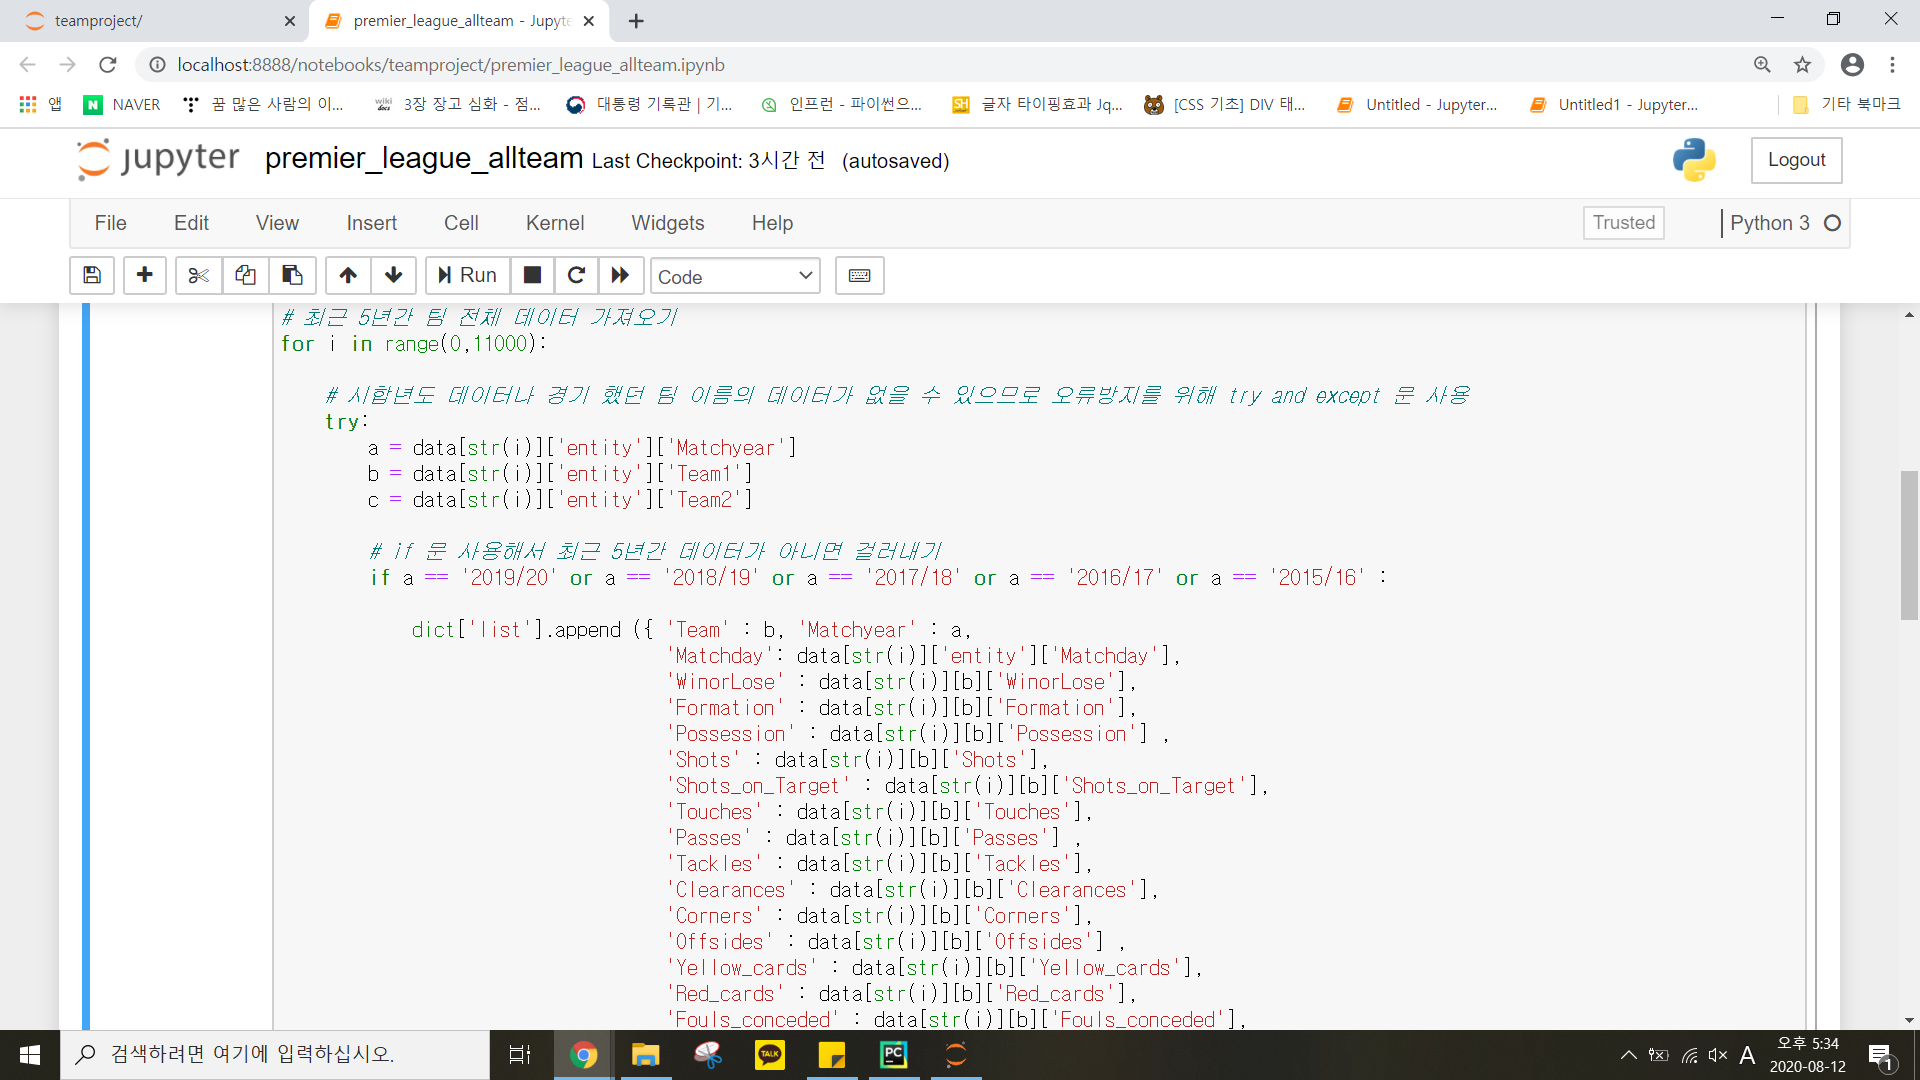 teamproject/
premier_league_allteam - Jupyte
localhost:8888/notebooks/teamproject/premier_league_allteam.ipynb
앱
NAVER
꿈 많은 사람의 이...
wiki docs
3장 장고 심화 - 점...
대통령 기록관 | 기...
인프런 - 파이썬으...
SH
글자 타이핑효과 Jq...
[CSS 기초] DIV 태...
Untitled - Jupyter...
Untitled1 - Jupyter...
기타 북마크
jupyter premier_league_allteam Last Checkpoint: 3시간 전 (autosaved)
Logout
File Edit View Insert Cell Kernel Widgets Help
Trusted
Python 3
Run
Code
# 최근 5년간 팀 전체 데이터 가져오기
for i in range(0,11000):
# 시합년도 데이터나 경기 했던 팀 이름의 데이터가 없을 수 있으므로 오류방지를 위해 try and except 문 사용
try:
a = data[str(i)]['entity']['Matchyear']
b = data[str(i)]['entity']['Team1']
c = data[str(i)]['entity']['Team2']
# if 문 사용해서 최근 5년간 데이터가 아니면 걸러내기
if a == '2019/20' or a == '2018/19' or a == '2017/18' or a == '2016/17' or a == '2015/16' :
dict['list'].append ({ 'Team' : b, 'Matchyear' : a,
'Matchday': data[str(i)]['entity']['Matchday'],
'WinorLose' : data[str(i)][b]['WinorLose'],
'Formation' : data[str(i)][b]['Formation'],
'Possession' : data[str(i)][b]['Possession'] ,
'Shots' : data[str(i)][b]['Shots'],
'Shots_on_Target' : data[str(i)][b]['Shots_on_Target'],
'Touches' : data[str(i)][b]['Touches'],
'Passes' : data[str(i)][b]['Passes'] ,
'Tackles' : data[str(i)][b]['Tackles'],
'Clearances' : data[str(i)][b]['Clearances'],
'Corners' : data[str(i)][b]['Corners'],
'Offsides' : data[str(i)][b]['Offsides'] ,
'Yellow_cards' : data[str(i)][b]['Yellow_cards'],
'Red_cards' : data[str(i)][b]['Red_cards'],
'Fouls_conceded' : data[str(i)][b]['Fouls_conceded'],
검색하려면 여기에 입력하십시오.
TALK
PC
A
오후 5:34
2020-08-12
1